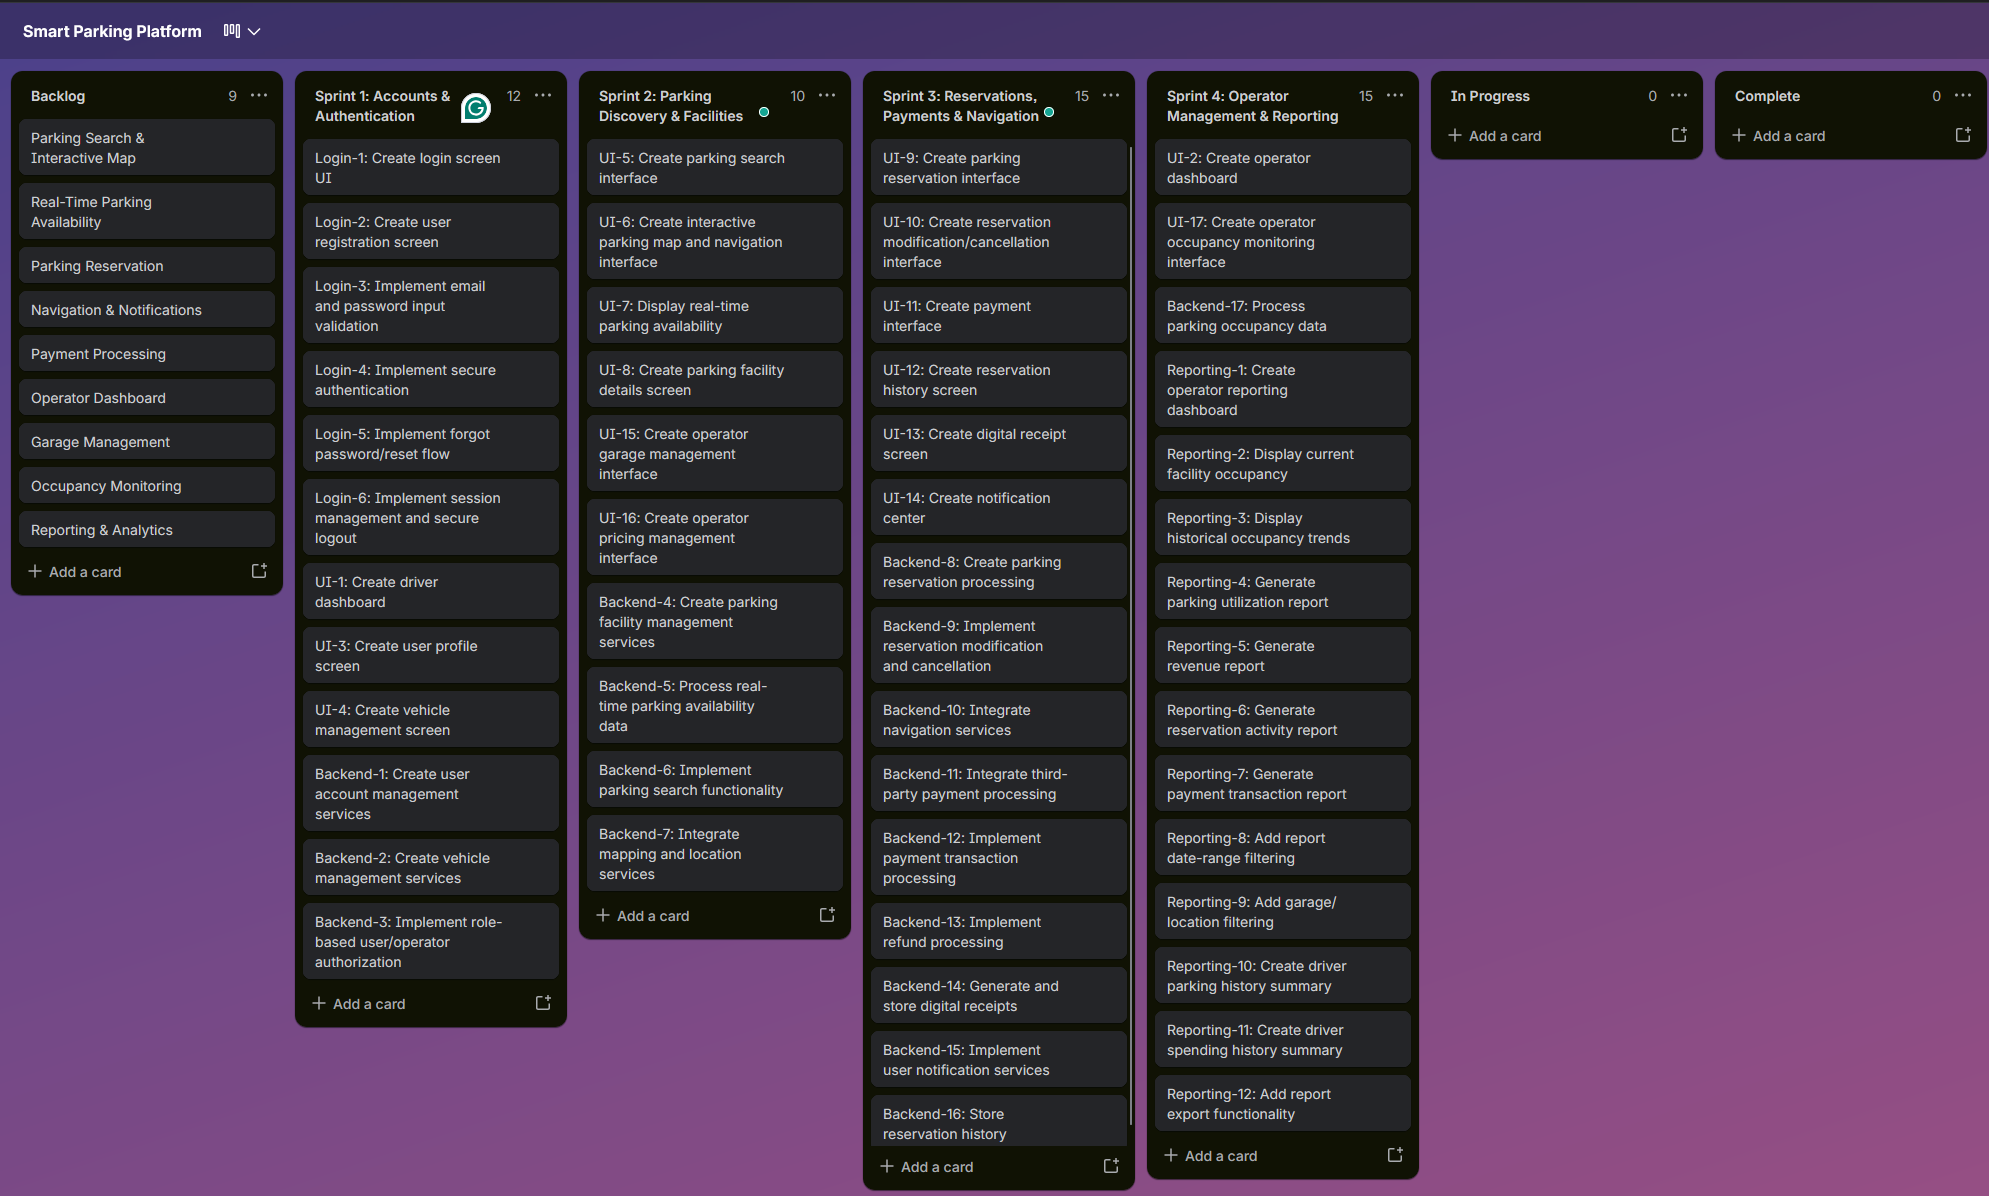 Smart Parking Platform
Backlog
9
Parking Search &
Interactive Map
Real-Time Parking
Availability
Parking Reservation
Navigation & Notifications
Payment Processing
Operator Dashboard
Garage Management
Occupancy Monitoring
Reporting & Analytics
Add a card
Sprint 1: Accounts &
Authentication
12
Login-1: Create login screen
UI
Login-2: Create user
registration screen
Login-3: Implement email
and password input
validation
Login-4: Implement secure
authentication
Login-5: Implement forgot
password/reset flow
Login-6: Implement session
management and secure
logout
UI-1: Create driver
dashboard
UI-3: Create user profile
screen
UI-4: Create vehicle
management screen
Backend-1: Create user
account management
services
Backend-2: Create vehicle
management services
Backend-3: Implement role-
based user/operator
authorization
Add a card
Sprint 2: Parking
Discovery & Facilities
10
UI-5: Create parking search
interface
UI-6: Create interactive
parking map and navigation
interface
UI-7: Display real-time
parking availability
UI-8: Create parking facility
details screen
UI-15: Create operator
garage management
interface
UI-16: Create operator
pricing management
interface
Backend-4: Create parking
facility management
services
Backend-5: Process real-
time parking availability
data
Backend-6: Implement
parking search functionality
Backend-7: Integrate
mapping and location
services
Add a card
Sprint 3: Reservations,
Payments & Navigation
15
UI-9: Create parking
reservation interface
UI-10: Create reservation
modification/cancellation
interface
UI-11: Create payment
interface
UI-12: Create reservation
history screen
UI-13: Create digital receipt
screen
UI-14: Create notification
center
Backend-8: Create parking
reservation processing
Backend-9: Implement
reservation modification
and cancellation
Backend-10: Integrate
navigation services
Backend-11: Integrate third-
party payment processing
Backend-12: Implement
payment transaction
processing
Backend-13: Implement
refund processing
Backend-14: Generate and
store digital receipts
Backend-15: Implement
user notification services
Backend-16: Store
reservation history
Add a card
Sprint 4: Operator
Management & Reporting
15
UI-2: Create operator
dashboard
UI-17: Create operator
occupancy monitoring
interface
Backend-17: Process
parking occupancy data
Reporting-1: Create
operator reporting
dashboard
Reporting-2: Display current
facility occupancy
Reporting-3: Display
historical occupancy trends
Reporting-4: Generate
parking utilization report
Reporting-5: Generate
revenue report
Reporting-6: Generate
reservation activity report
Reporting-7: Generate
payment transaction report
Reporting-8: Add report
date-range filtering
Reporting-9: Add garage/
location filtering
Reporting-10: Create driver
parking history summary
Reporting-11: Create driver
spending history summary
Reporting-12: Add report
export functionality
Add a card
In Progress
0
Add a card
Complete
0
Add a card